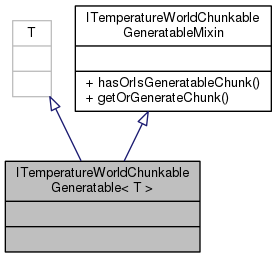 T
ITemperatureWorldChunkable
GeneratableMixin
+ hasOrIsGeneratableChunk()
+ getOrGenerateChunk()
ITemperatureWorldChunkable
Generatable< T >